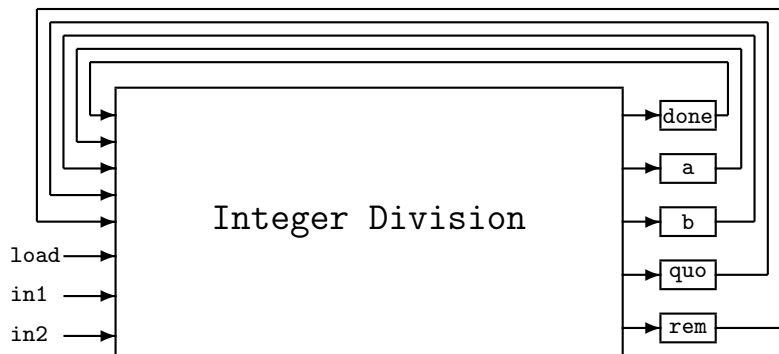 done
a
Integer Division
b
load
quo
in1
rem
in2